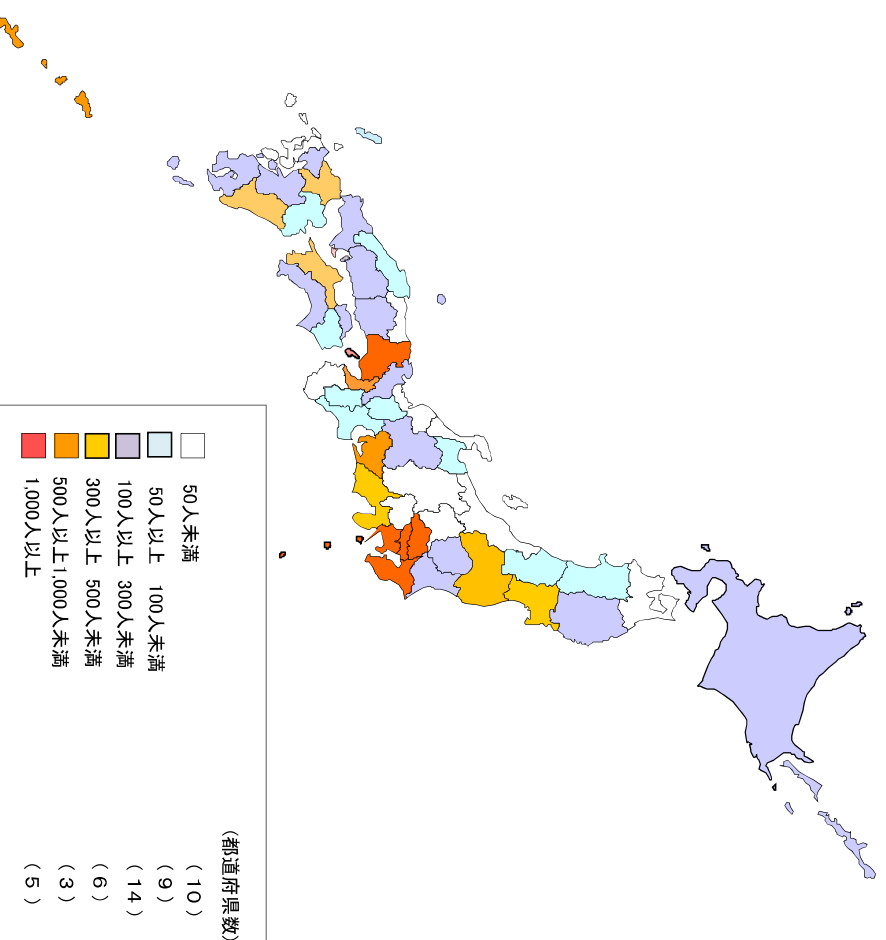 (都道府県数)
50人未満 (10)
50人以上 100人未満 (9)
100人以上 300人未満 (14)
300人以上 500人未満 (6)
500人以上1,000人未満 (3)
1,000人以上 (5)